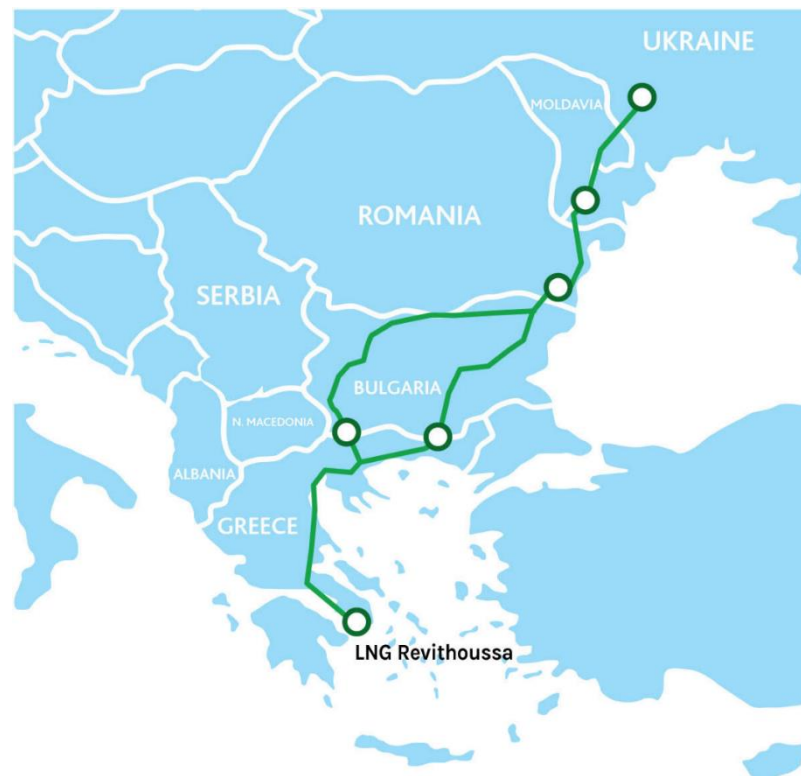 UKRAINE
MOLDAVIA
ROMANIA
SERBIA
BULGARIA
N. MACEDONIA
ALBANIA
GREECE
LNG Revithoussa